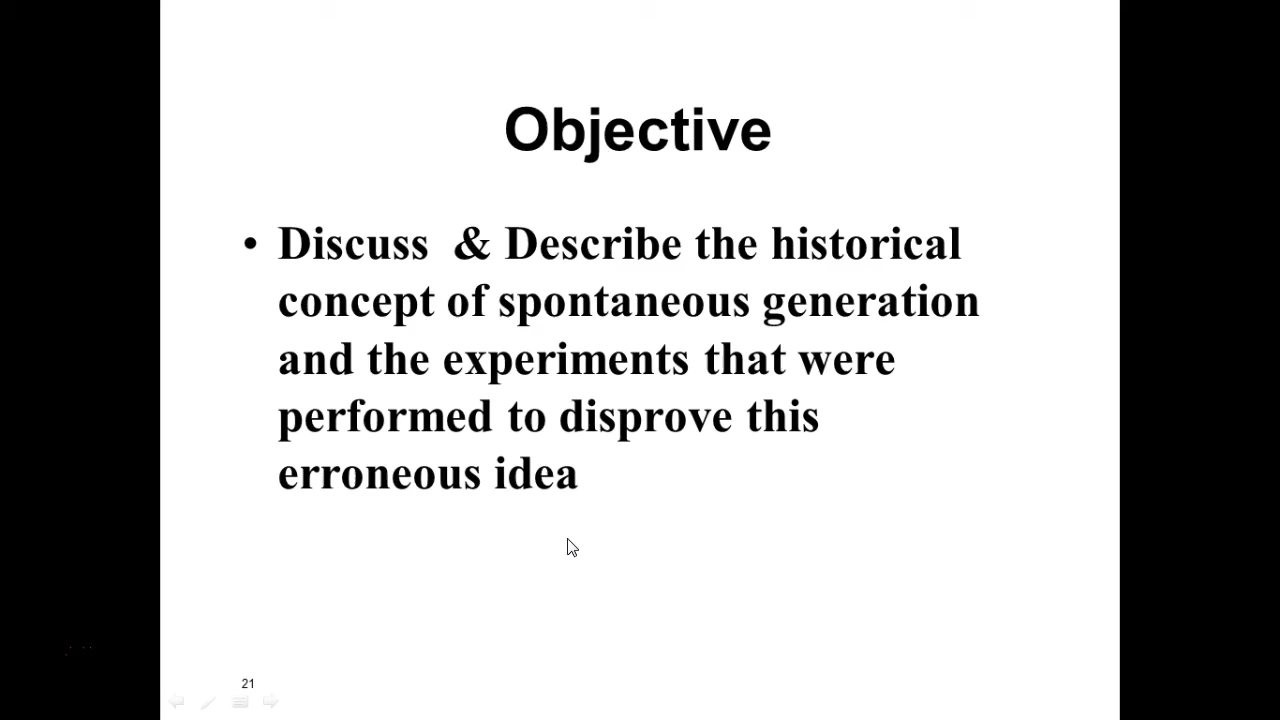 Objective
• Discuss  & Describe the historical
concept of spontaneous generation
and the experiments that were
performed to disprove this
erroneous idea
21